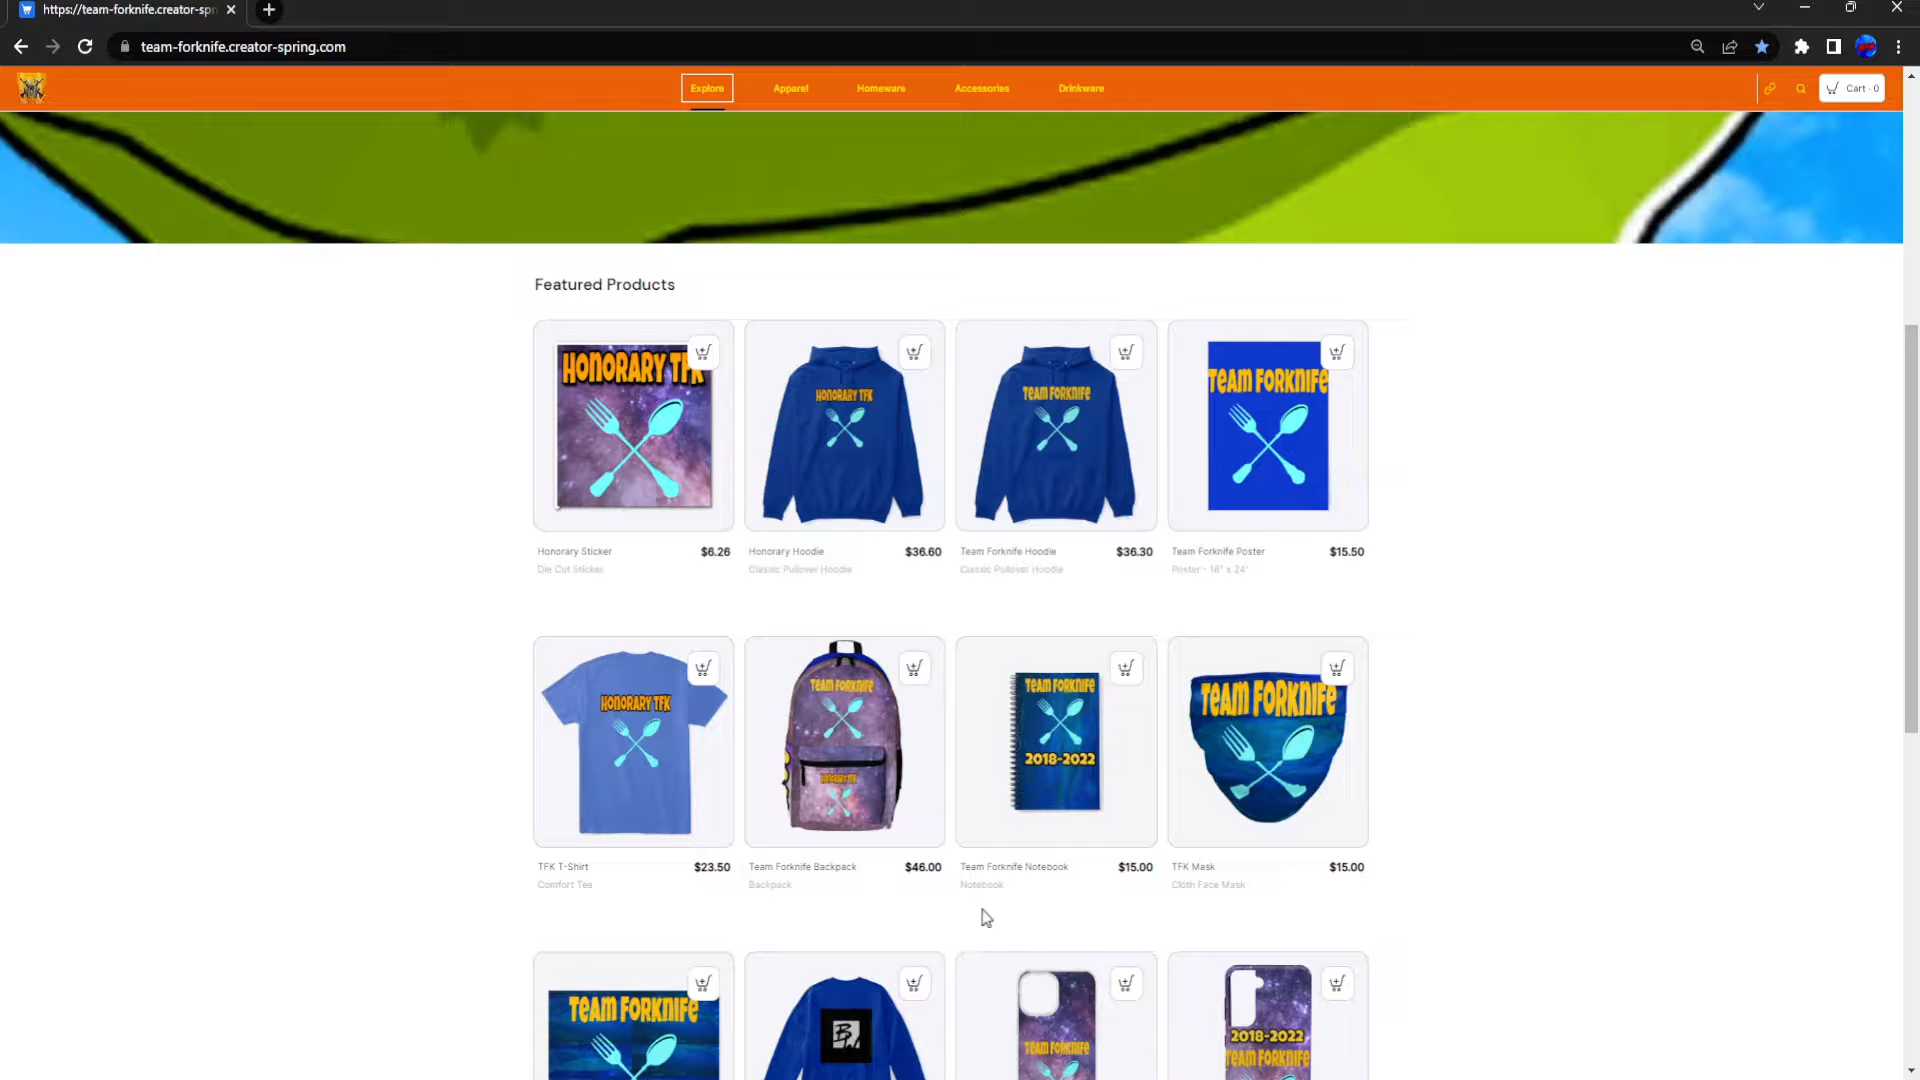 https://team-forknife.creator-spr
team-forknife.creator-spring.com
Explore
Apparel
Homeware
Accessories
Drinkware
Cart · 0
Featured Products
HONORARY TFK
HONORARY TFK
TEAM FORKNIFE
TEAM FORKNIFE
Honorary Sticker $6.26
Die Cut Sticker
Honorary Hoodie $36.60
Classic Pullover Hoodie
Team Forknife Hoodie $36.30
Classic Pullover Hoodie
Team Forknife Poster $15.50
Poster - 18" x 24"
HONORARY TFK
TEAM FORKNIFE
HONORARY TFK
TEAM FORKNIFE
2018-2022
TEAM FORKNIFE
TFK T-Shirt $23.50
Comfort Tee
Team Forknife Backpack $46.00
Backpack
Team Forknife Notebook $15.00
Notebook
TFK Mask $15.00
Cloth Face Mask
TEAM FORKNIFE
TEAM FORKNIFE
2018-2022
TEAM FORKNIFE